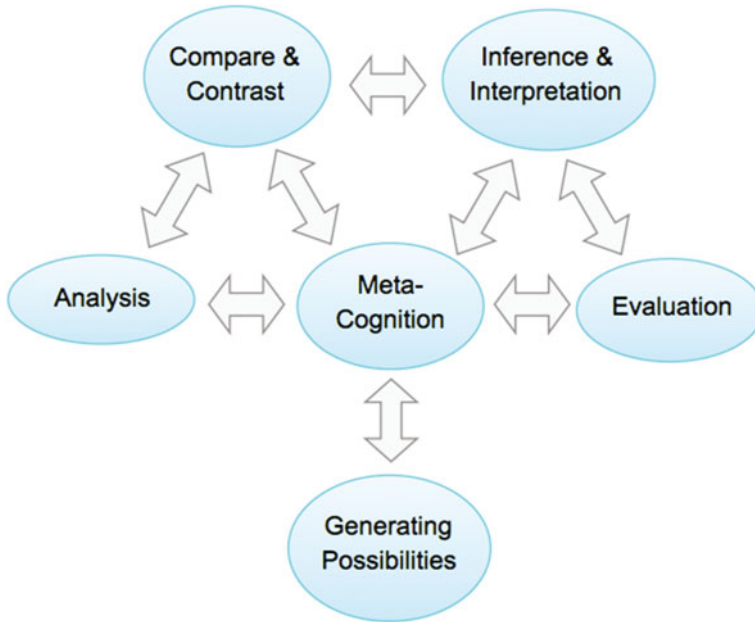 Compare &
Contrast
Inference &
Interpretation
Analysis
Meta-
Cognition
Evaluation
Generating
Possibilities